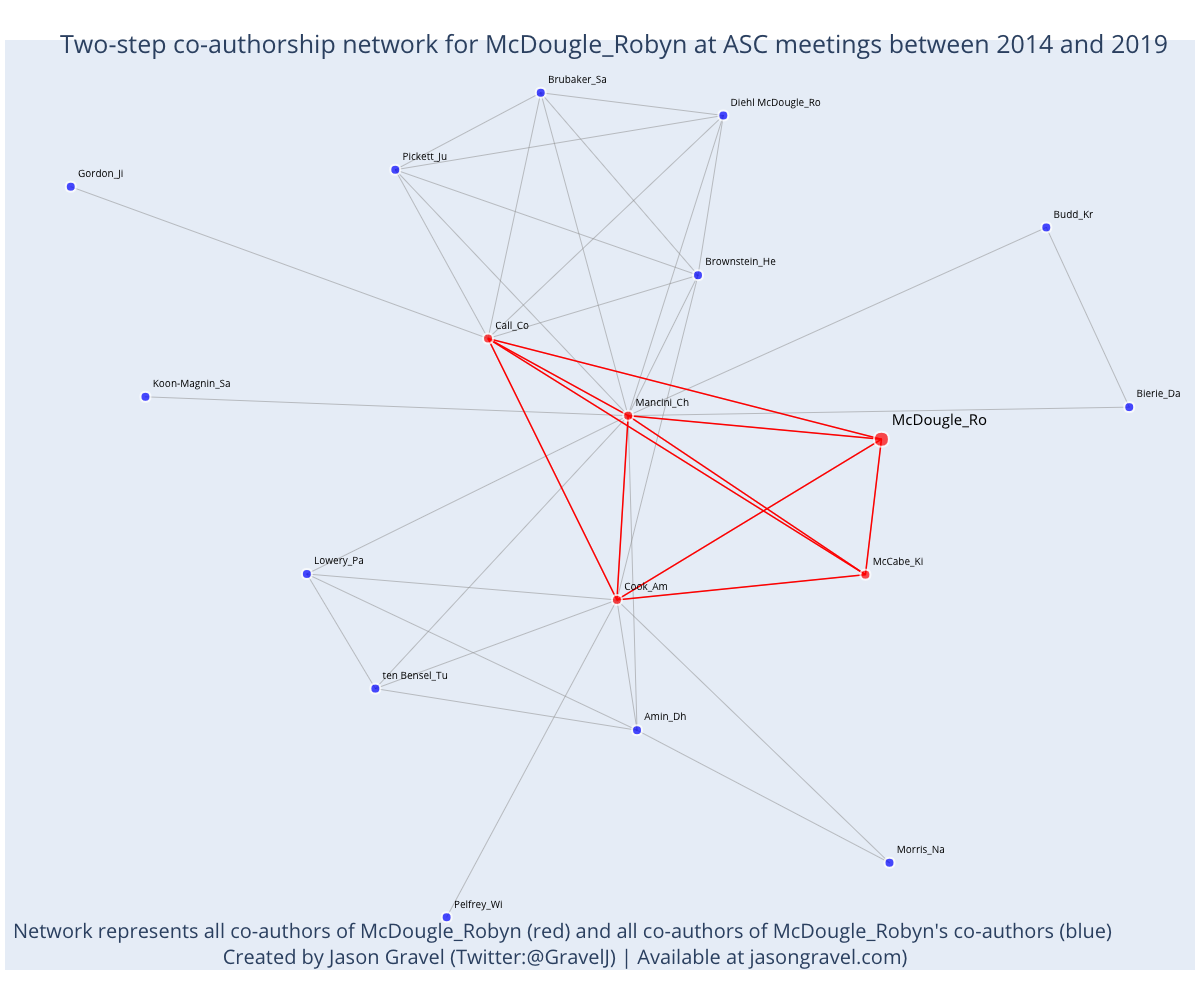 Two-step co-authorship network for McDougle_Robyn at ASC meetings between 2014 and 2019
Brubaker_Sa
Diehl McDougle_Ro
Pickett_Ju
Gordon_Ji
Budd_Kr
Brownstein_He
Call_Co
Koon-Magnin_Sa
Bierie_Da
Mancini_Ch
McDougle_Ro
Lowery_Pa
McCabe_Ki
Cook_Am
ten Bensel_Tu
Amin_Dh
Morris_Na
Pelfrey_Wi
Network represents all co-authors of McDougle_Robyn (red) and all co-authors of McDougle_Robyn's co-authors (blue)
Created by Jason Gravel (Twitter:@GravelJ) | Available at jasongravel.com)